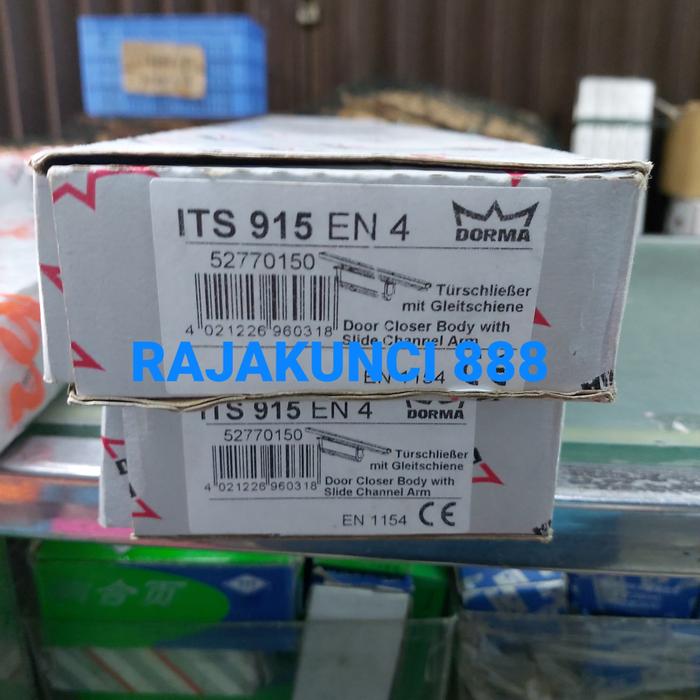 ITS 915 EN 4
DORMA
52770150
Türschließer
mit Gleitschiene
4 021226 960318
Door Closer Body with
Slide Channel Arm
RAJAKUNCI 888
EN 1154 CE
ITS 915 EN 4
DORMA
52770150
Türschließer
mit Gleitschiene
4 021226 960318
Door Closer Body with
Slide Channel Arm
EN 1154 CE